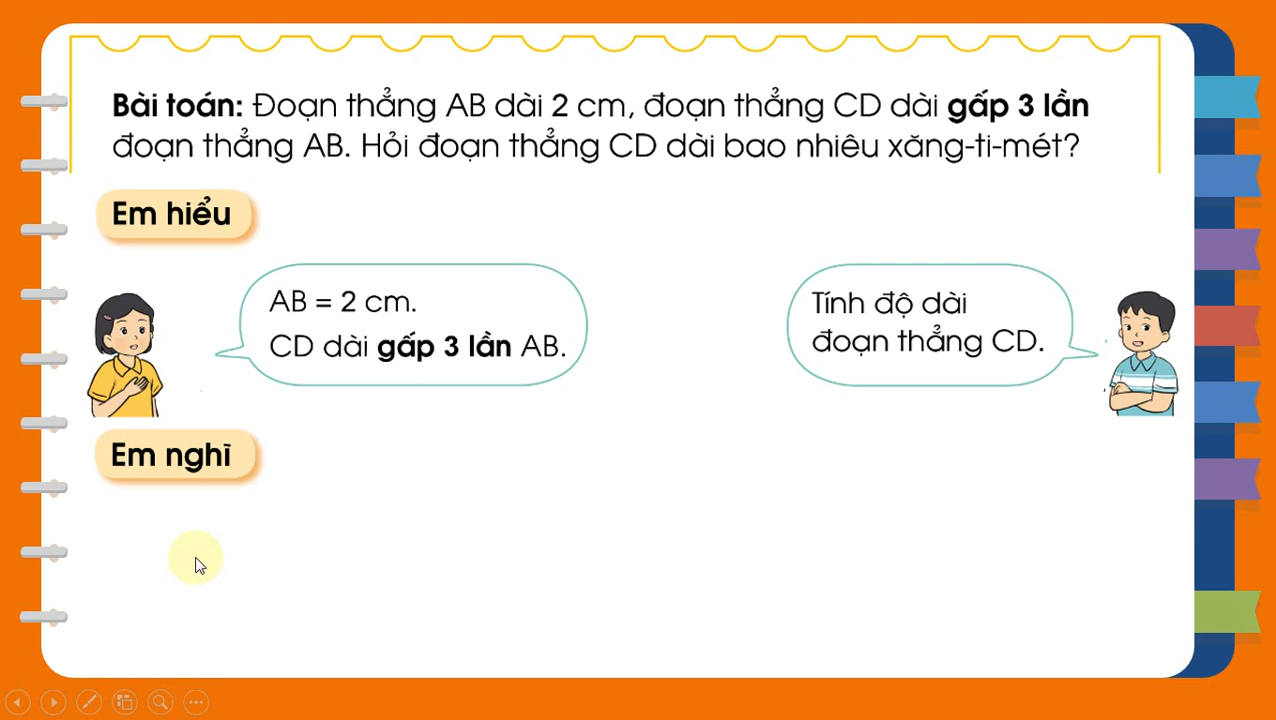 Bài toán: Đoạn thẳng AB dài 2 cm, đoạn thẳng CD dài gấp 3 lần
đoạn thẳng AB. Hỏi đoạn thẳng CD dài bao nhiêu xăng-ti-mét?
Em hiểu
AB = 2 cm.
CD dài gấp 3 lần AB.
Tính độ dài
đoạn thẳng CD.
Em nghĩ